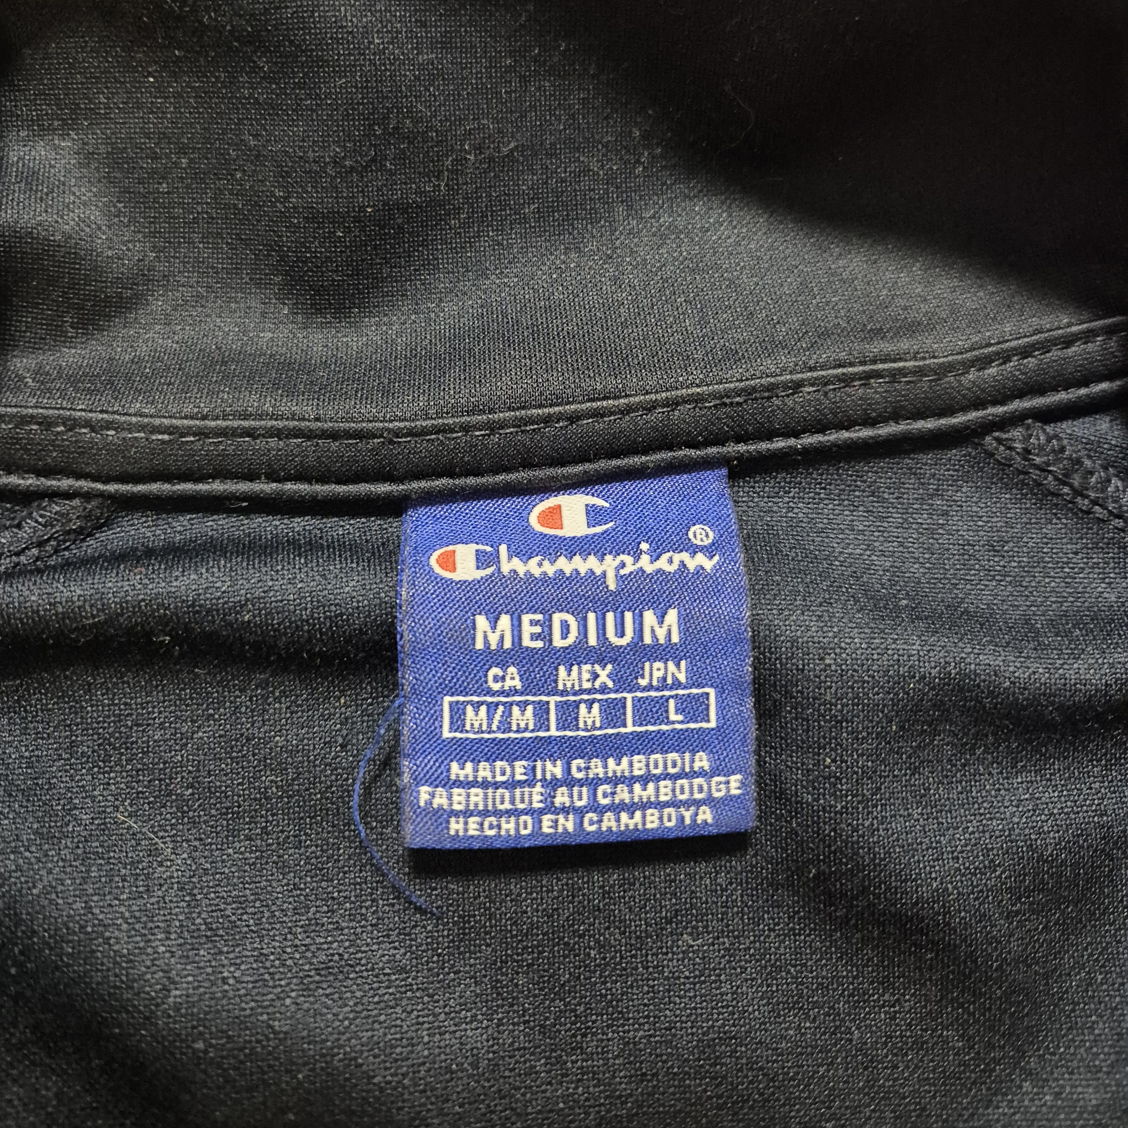 Champion®
MEDIUM
CA MEX JPN
M/M M L
MADE IN CAMBODIA
FABRIQUÉ AU CAMBODGE
HECHO EN CAMBOYA